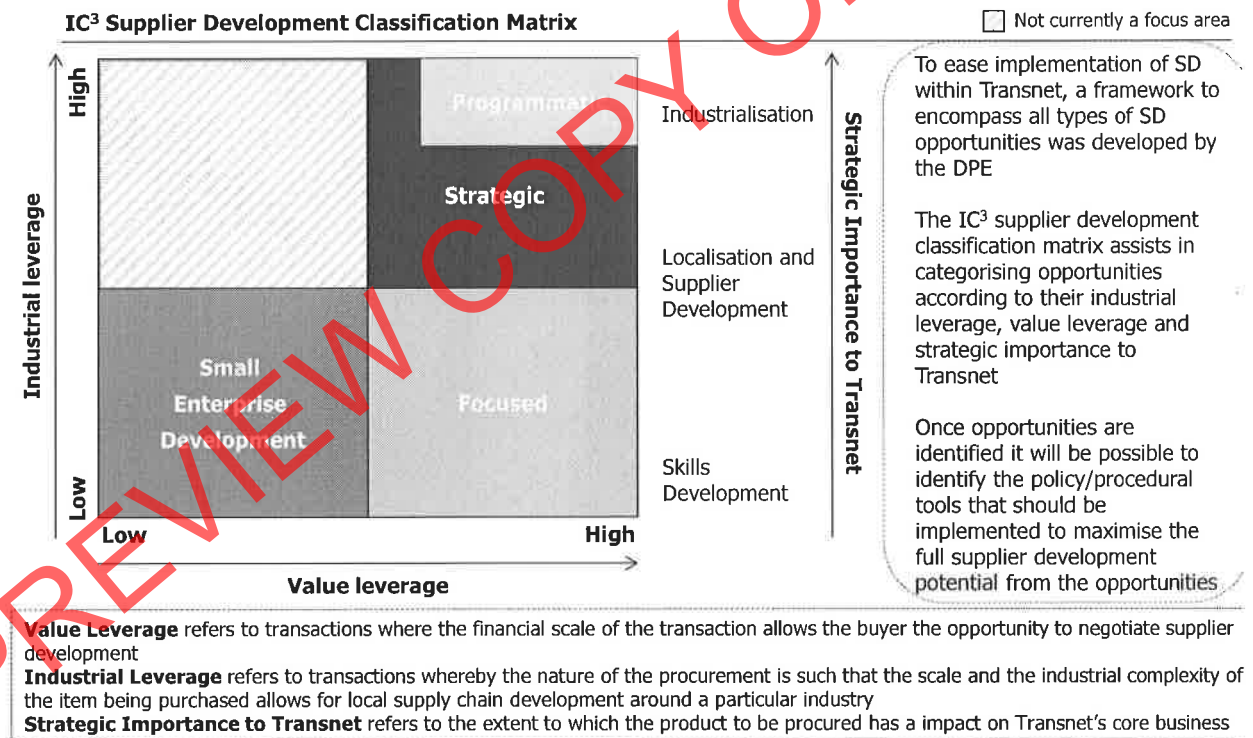 IC³ Supplier Development Classification Matrix
Not currently a focus area
High
Industrial leverage
Low
Programmati
Strategic
Small
Enterprise
Development
Focused
Low
High
Value leverage
Industrialisation
Localisation and
Supplier
Development
Skills
Development
Strategic Importance to Transnet
To ease implementation of SD
within Transnet, a framework to
encompass all types of SD
opportunities was developed by
the DPE
The IC³ supplier development
classification matrix assists in
categorising opportunities
according to their industrial
leverage, value leverage and
strategic importance to
Transnet
Once opportunities are
identified it will be possible to
identify the policy/procedural
tools that should be
implemented to maximise the
full supplier development
potential from the opportunities
Value Leverage refers to transactions where the financial scale of the transaction allows the buyer the opportunity to negotiate supplier
development
Industrial Leverage refers to transactions whereby the nature of the procurement is such that the scale and the industrial complexity of
the item being purchased allows for local supply chain development around a particular industry
Strategic Importance to Transnet refers to the extent to which the product to be procured has a impact on Transnet's core business
PREVIEW COPY O